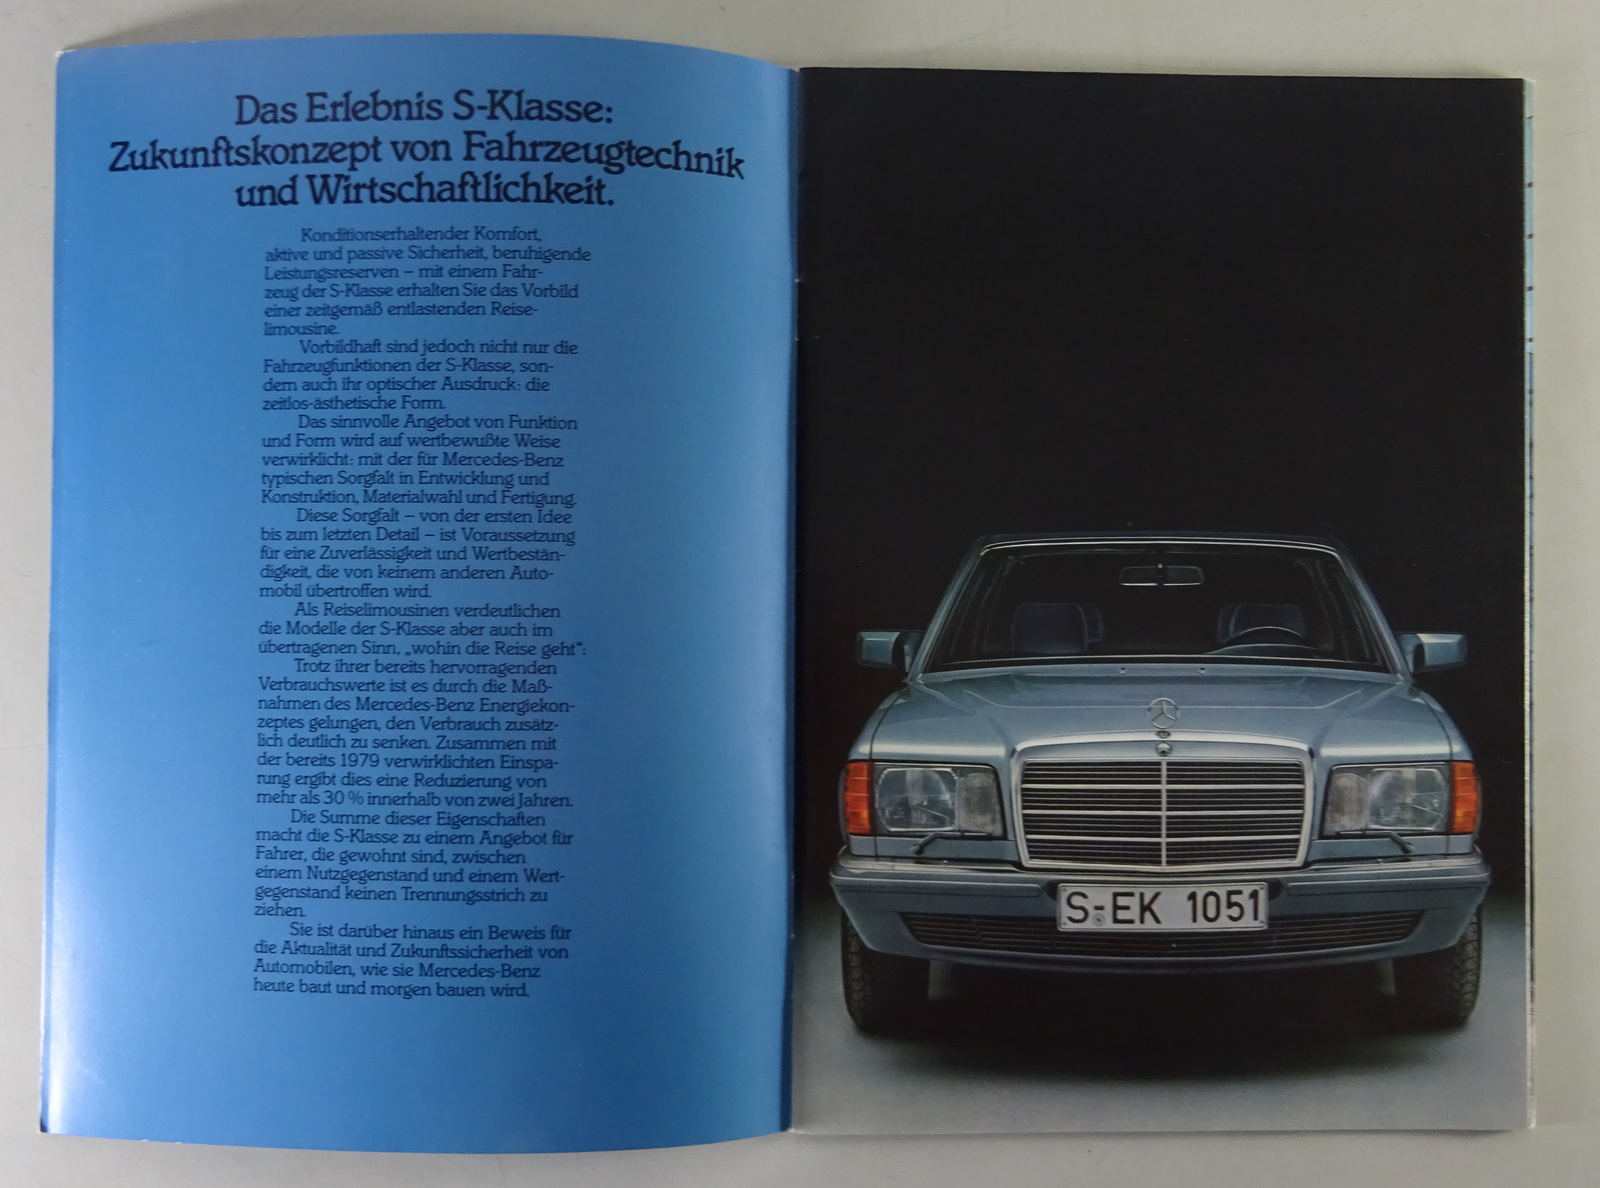 Das Erlebnis S-Klasse:
Zukunftskonzept von Fahrzeugtechnik
und Wirtschaftlichkeit.
Konditionserhaltender Komfort,
aktive und passive Sicherheit, beruhigende
Leistungsreserven – mit einem Fahr-
zeug der S-Klasse erhalten Sie das Vorbild
einer zeitgemäß entlastenden Reise-
limousine.
Vorbildhaft sind jedoch nicht nur die
Fahrzeugfunktionen der S-Klasse, son-
dern auch ihr optischer Ausdruck: die
zeitlos-ästhetische Form.
Das sinnvolle Angebot von Funktion
und Form wird auf wertbewußte Weise
verwirklicht: mit der für Mercedes-Benz
typischen Sorgfalt in Entwicklung und
Konstruktion, Materialwahl und Fertigung.
Diese Sorgfalt – von der ersten Idee
bis zum letzten Detail – ist Voraussetzung
für eine Zuverlässigkeit und Wertbestän-
digkeit, die von keinem anderen Auto-
mobil übertroffen wird.
Als Reiselimousinen verdeutlichen
die Modelle der S-Klasse aber auch im
übertragenen Sinn, „wohin die Reise geht“:
Trotz ihrer bereits hervorragenden
Verbrauchswerte ist es durch die Maß-
nahmen des Mercedes-Benz Energiekon-
zeptes gelungen, den Verbrauch zusätz-
lich deutlich zu senken. Zusammen mit
der bereits 1979 verwirklichten Einspa-
rung ergibt dies eine Reduzierung von
mehr als 30 % innerhalb von zwei Jahren.
Die Summe dieser Eigenschaften
macht die S-Klasse zu einem Angebot für
Fahrer, die gewohnt sind, zwischen
einem Nutzgegenstand und einem Wert-
gegenstand keinen Trennungsstrich zu
ziehen.
Sie ist darüber hinaus ein Beweis für
die Aktualität und Zukunftssicherheit von
Automobilen, wie sie Mercedes-Benz
heute baut und morgen bauen wird.
S-EK 1051